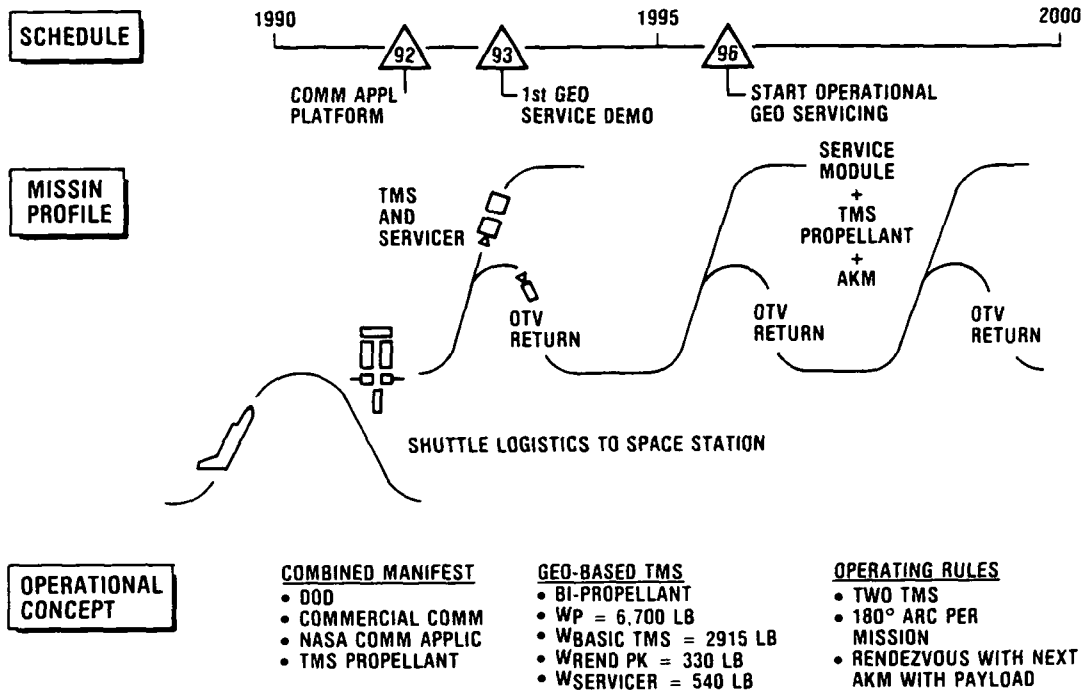 SCHEDULE
1990
1995
2000
92
93
96
COMM APPL
PLATFORM
1st GEO
SERVICE DEMO
START OPERATIONAL
GEO SERVICING
MISSIN
PROFILE
TMS
AND
SERVICER
SERVICE
MODULE
+
TMS
PROPELLANT
+
AKM
OTV
RETURN
OTV
RETURN
OTV
RETURN
SHUTTLE LOGISTICS TO SPACE STATION
OPERATIONAL
CONCEPT
COMBINED MANIFEST
• DOD
• COMMERCIAL COMM
• NASA COMM APPLIC
• TMS PROPELLANT
GEO-BASED TMS
• BI-PROPELLANT
• WP = 6,700 LB
• WBASIC TMS = 2915 LB
• WREND PK = 330 LB
• WSERVICER = 540 LB
OPERATING RULES
• TWO TMS
• 180° ARC PER
MISSION
• RENDEZVOUS WITH NEXT
AKM WITH PAYLOAD